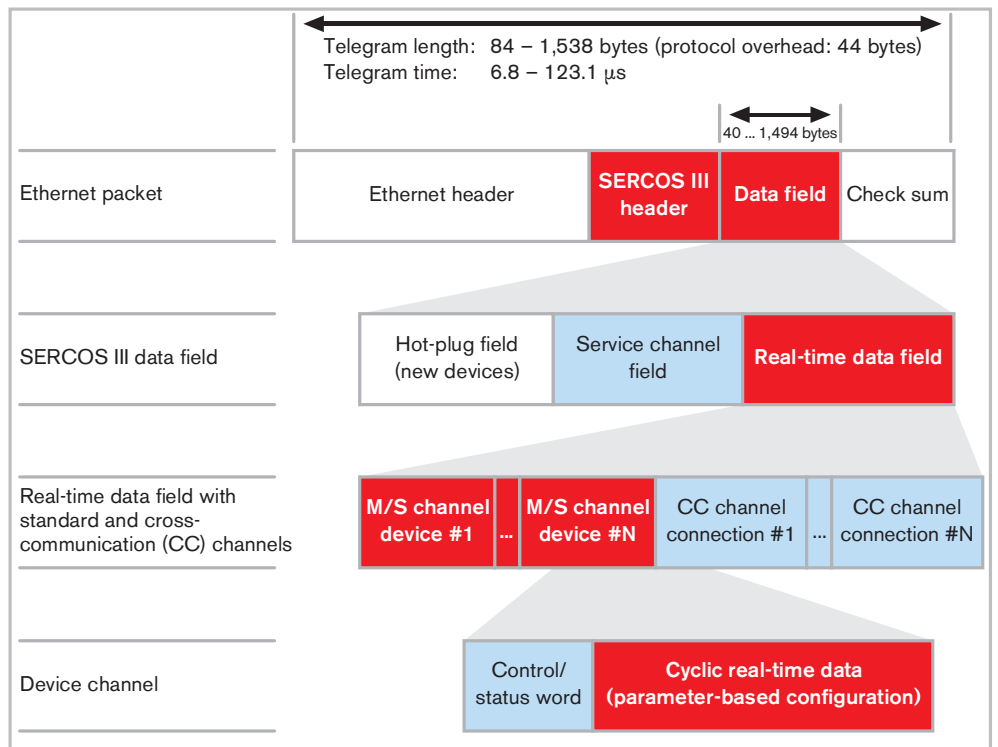 Telegram length: 84 – 1,538 bytes (protocol overhead: 44 bytes)
Telegram time: 6.8 – 123.1 µs
40 ... 1,494 bytes
Ethernet packet
Ethernet header
SERCOS III
header
Data field
Check sum
SERCOS III data field
Hot-plug field
(new devices)
Service channel
field
Real-time data field
Real-time data field with
standard and cross-
communication (CC) channels
M/S channel
device #1
...
M/S channel
device #N
CC channel
connection #1
...
CC channel
connection #N
Device channel
Control/
status word
Cyclic real-time data
(parameter-based configuration)